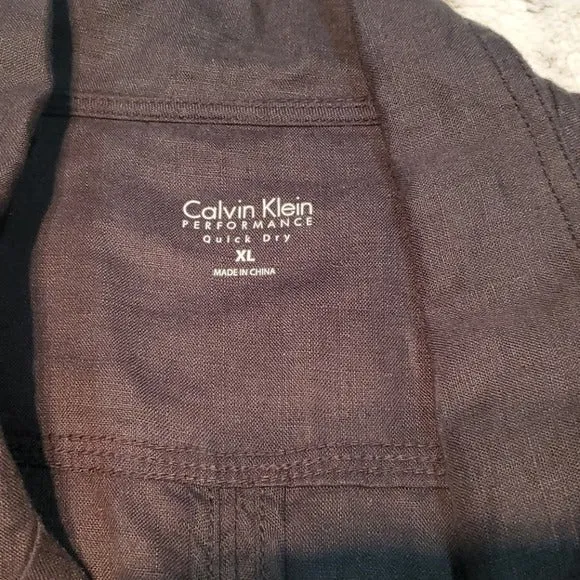 Calvin Klein
PERFORMANCE
Quick Dry
XL
MADE IN CHINA